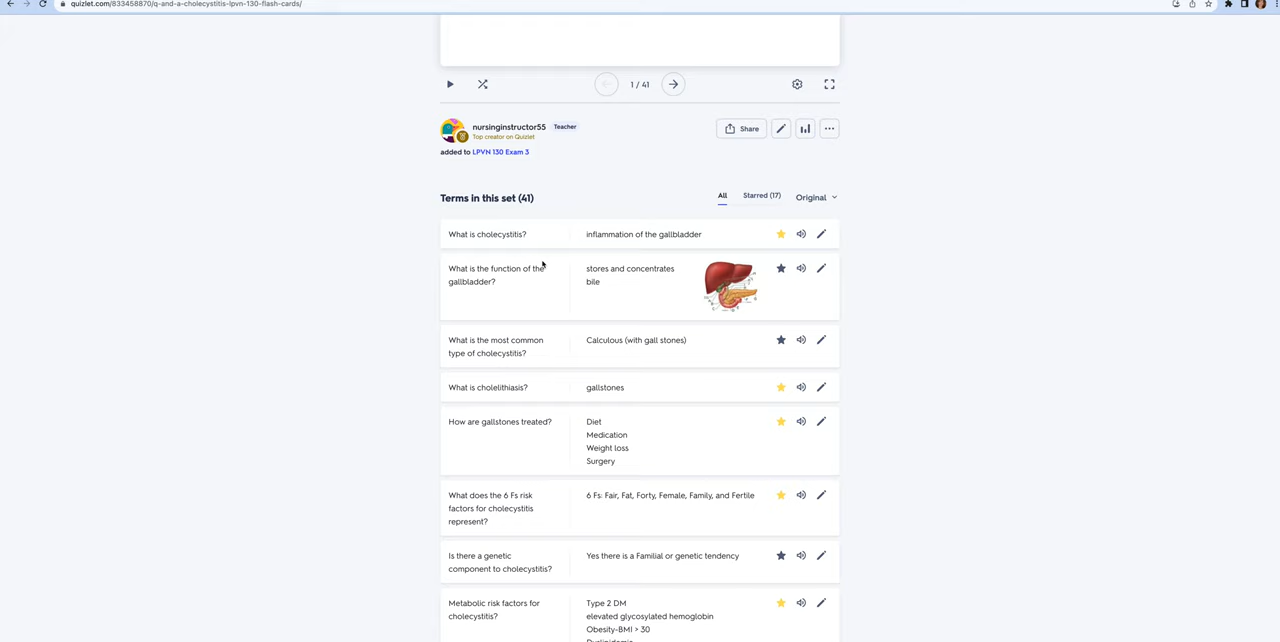 quizlet.com/833458870/q-and-a-cholecystitis-lpvn-130-flash-cards/
1 / 41
nursinginstructor55 Teacher
Top creator on Quizlet
Share
added to LPVN 130 Exam 3
Terms in this set (41)
All Starred (17) Original
What is cholecystitis? inflammation of the gallbladder
What is the function of the stores and concentrates
gallbladder? bile
What is the most common Calculous (with gall stones)
type of cholecystitis?
What is cholelithiasis? gallstones
How are gallstones treated? Diet
Medication
Weight loss
Surgery
What does the 6 Fs risk 6 Fs: Fair, Fat, Forty, Female, Family, and Fertile
factors for cholecystitis
represent?
Is there a genetic Yes there is a Familial or genetic tendency
component to cholecystitis?
Metabolic risk factors for Type 2 DM
cholecystitis? elevated glycosylated hemoglobin
Obesity-BMI > 30